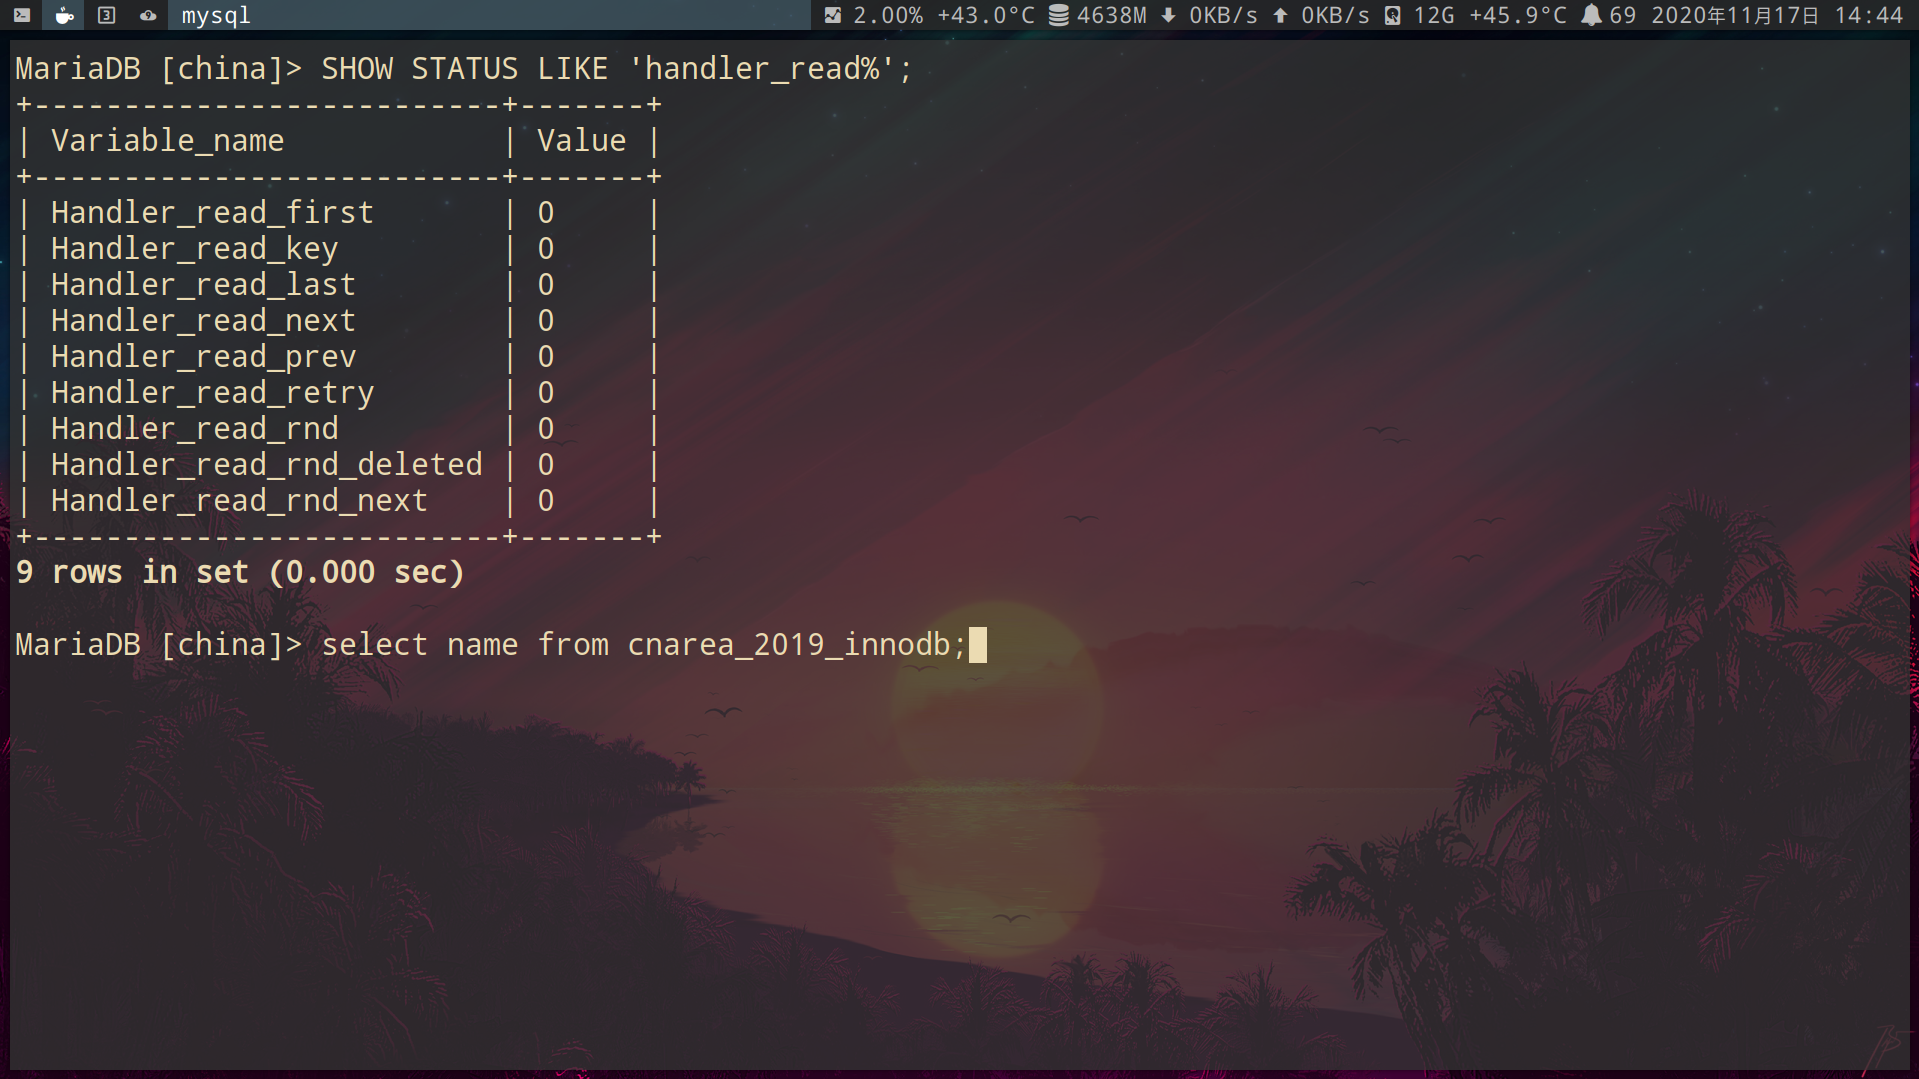 mysql 2.00% +43.0°C 4638M 0KB/s 0KB/s 12G +45.9°C 69 2020年11月17日 14:44
MariaDB [china]> SHOW STATUS LIKE 'handler_read%';
+--------------------------+-------+
| Variable_name            | Value |
+--------------------------+-------+
| Handler_read_first       | 0     |
| Handler_read_key         | 0     |
| Handler_read_last        | 0     |
| Handler_read_next        | 0     |
| Handler_read_prev        | 0     |
| Handler_read_retry       | 0     |
| Handler_read_rnd         | 0     |
| Handler_read_rnd_deleted | 0     |
| Handler_read_rnd_next    | 0     |
+--------------------------+-------+
9 rows in set (0.000 sec)
MariaDB [china]> select name from cnarea_2019_innodb;